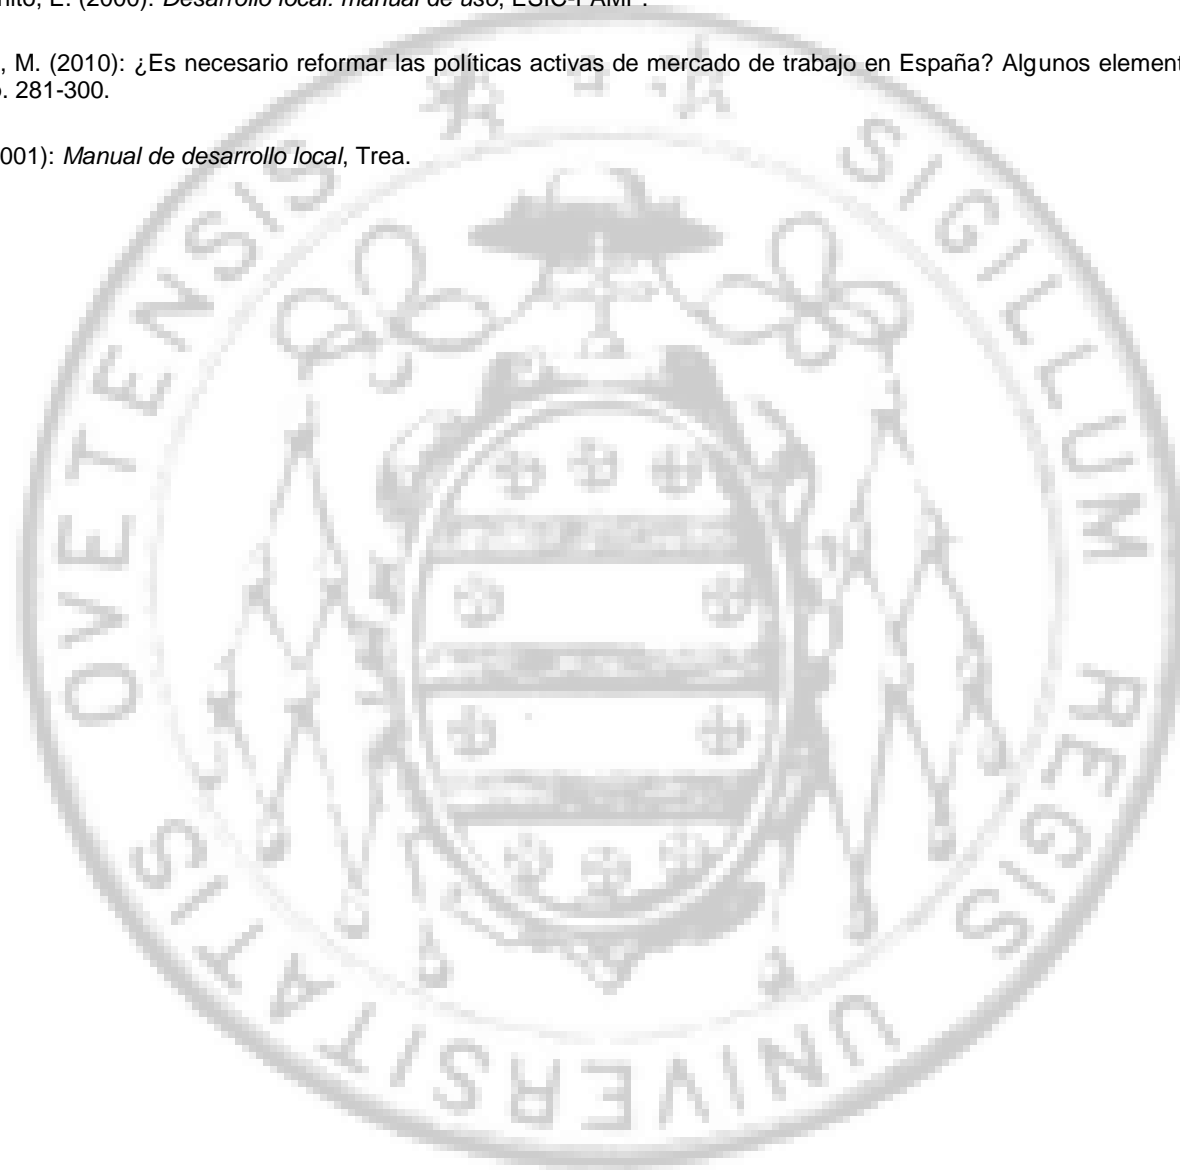 nito, E. (2000): Desarrollo local: manual de uso, ESIC-FAMP.
, M. (2010): ¿Es necesario reformar las políticas activas de mercado de trabajo en España? Algunos element
. 281-300.
001): Manual de desarrollo local, Trea.
SIGILLUM REGIS UNIVERSITATIS OVETENSIS